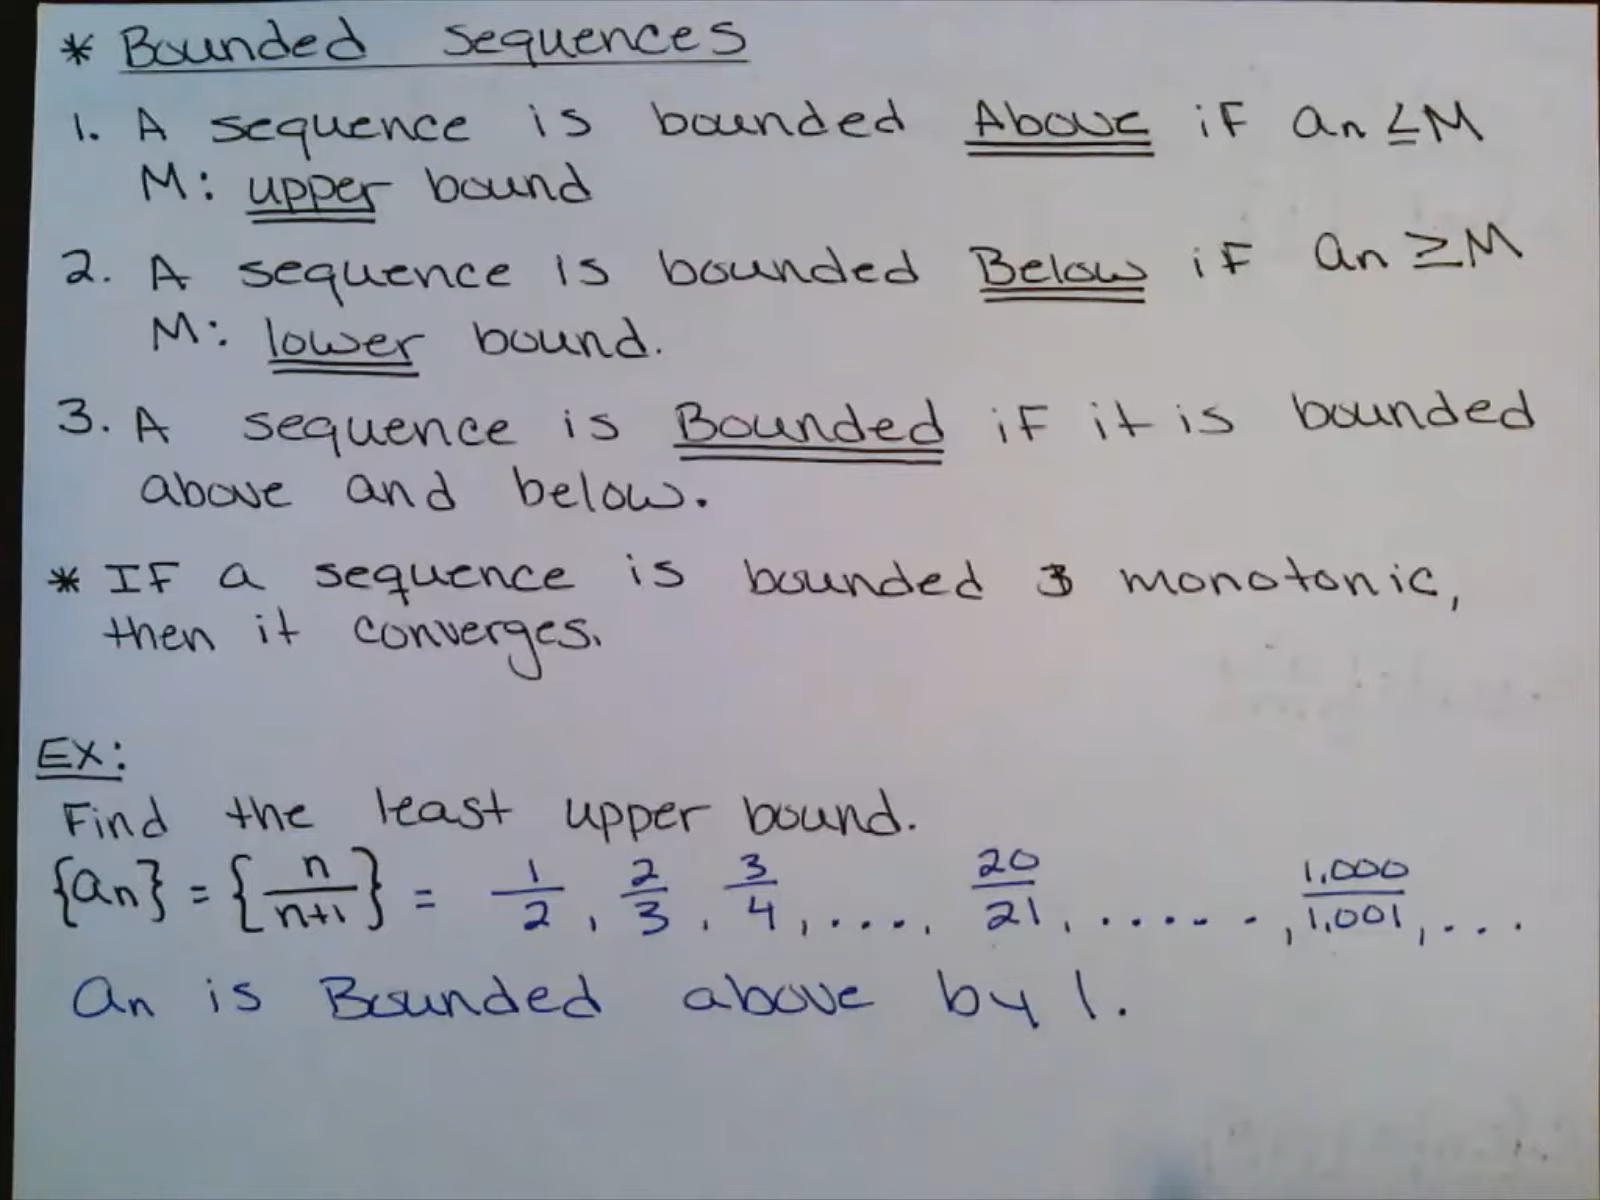 * Bounded Sequences
1. A sequence is bounded Above if an ≤ M
M: upper bound
2. A sequence is bounded Below if an ≥ M
M: lower bound.
3. A sequence is Bounded if it is bounded
above and below.
* If a sequence is bounded & monotonic,
then it converges.
EX:
Find the least upper bound.
{an} = {n/(n+1)} = 1/2, 2/3, 3/4, ...., 20/21, ......, 1,000/1,001, ...
an is Bounded above by 1.